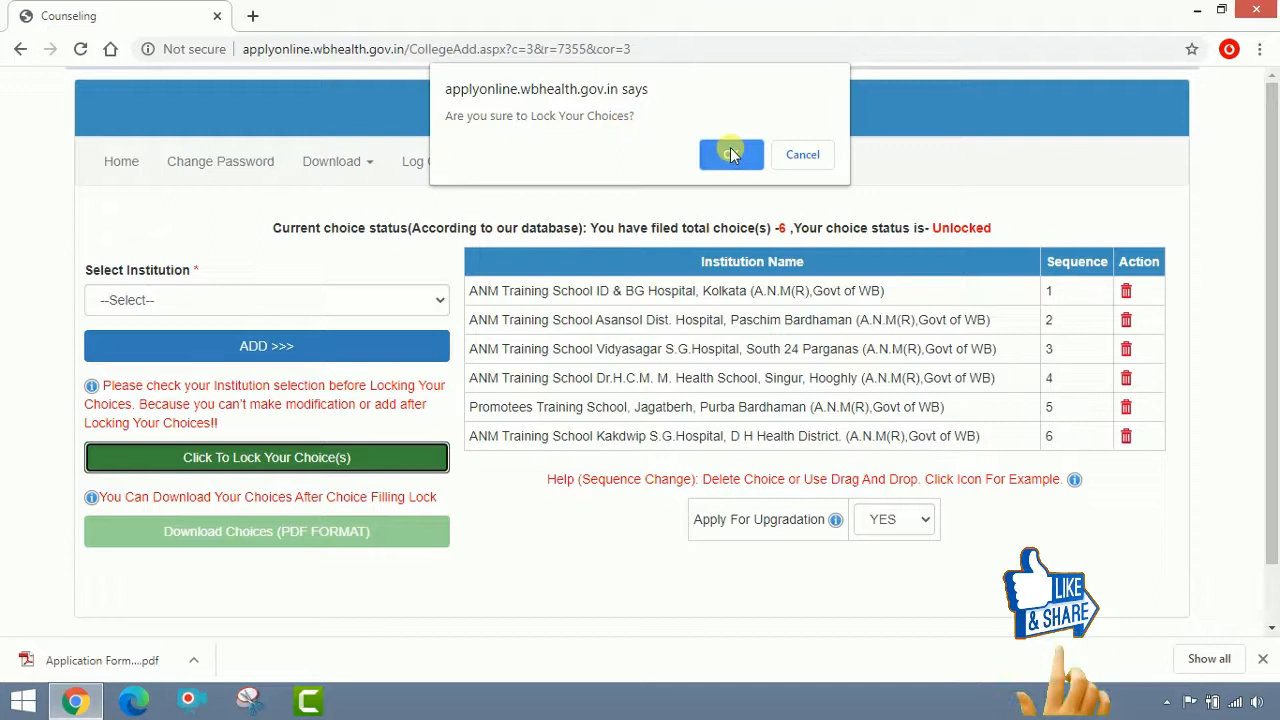 Counseling
Not secure
applyonline.wbhealth.gov.in/CollegeAdd.aspx?c=3&r=7355&cor=3
applyonline.wbhealth.gov.in says
Are you sure to Lock Your Choices?
Cancel
Home
Change Password
Download
Log
Current choice status(According to our database): You have filed total choice(s) -6 ,Your choice status is- Unlocked
Select Institution *
--Select--
ADD >>>
Please check your Institution selection before Locking Your
Choices. Because you can't make modification or add after
Locking Your Choices!!
Click To Lock Your Choice(s)
You Can Download Your Choices After Choice Filling Lock
Download Choices (PDF FORMAT)
Institution Name Sequence Action
ANM Training School ID & BG Hospital, Kolkata (A.N.M(R),Govt of WB) 1
ANM Training School Asansol Dist. Hospital, Paschim Bardhaman (A.N.M(R),Govt of WB) 2
ANM Training School Vidyasagar S.G.Hospital, South 24 Parganas (A.N.M(R),Govt of WB) 3
ANM Training School Dr.H.C.M. M. Health School, Singur, Hooghly (A.N.M(R),Govt of WB) 4
Promotees Training School, Jagatberh, Purba Bardhaman (A.N.M(R),Govt of WB) 5
ANM Training School Kakdwip S.G.Hospital, D H Health District. (A.N.M(R),Govt of WB) 6
Help (Sequence Change): Delete Choice or Use Drag And Drop. Click Icon For Example.
Apply For Upgradation YES
LIKE
& SHARE
Application Form....pdf
Show all